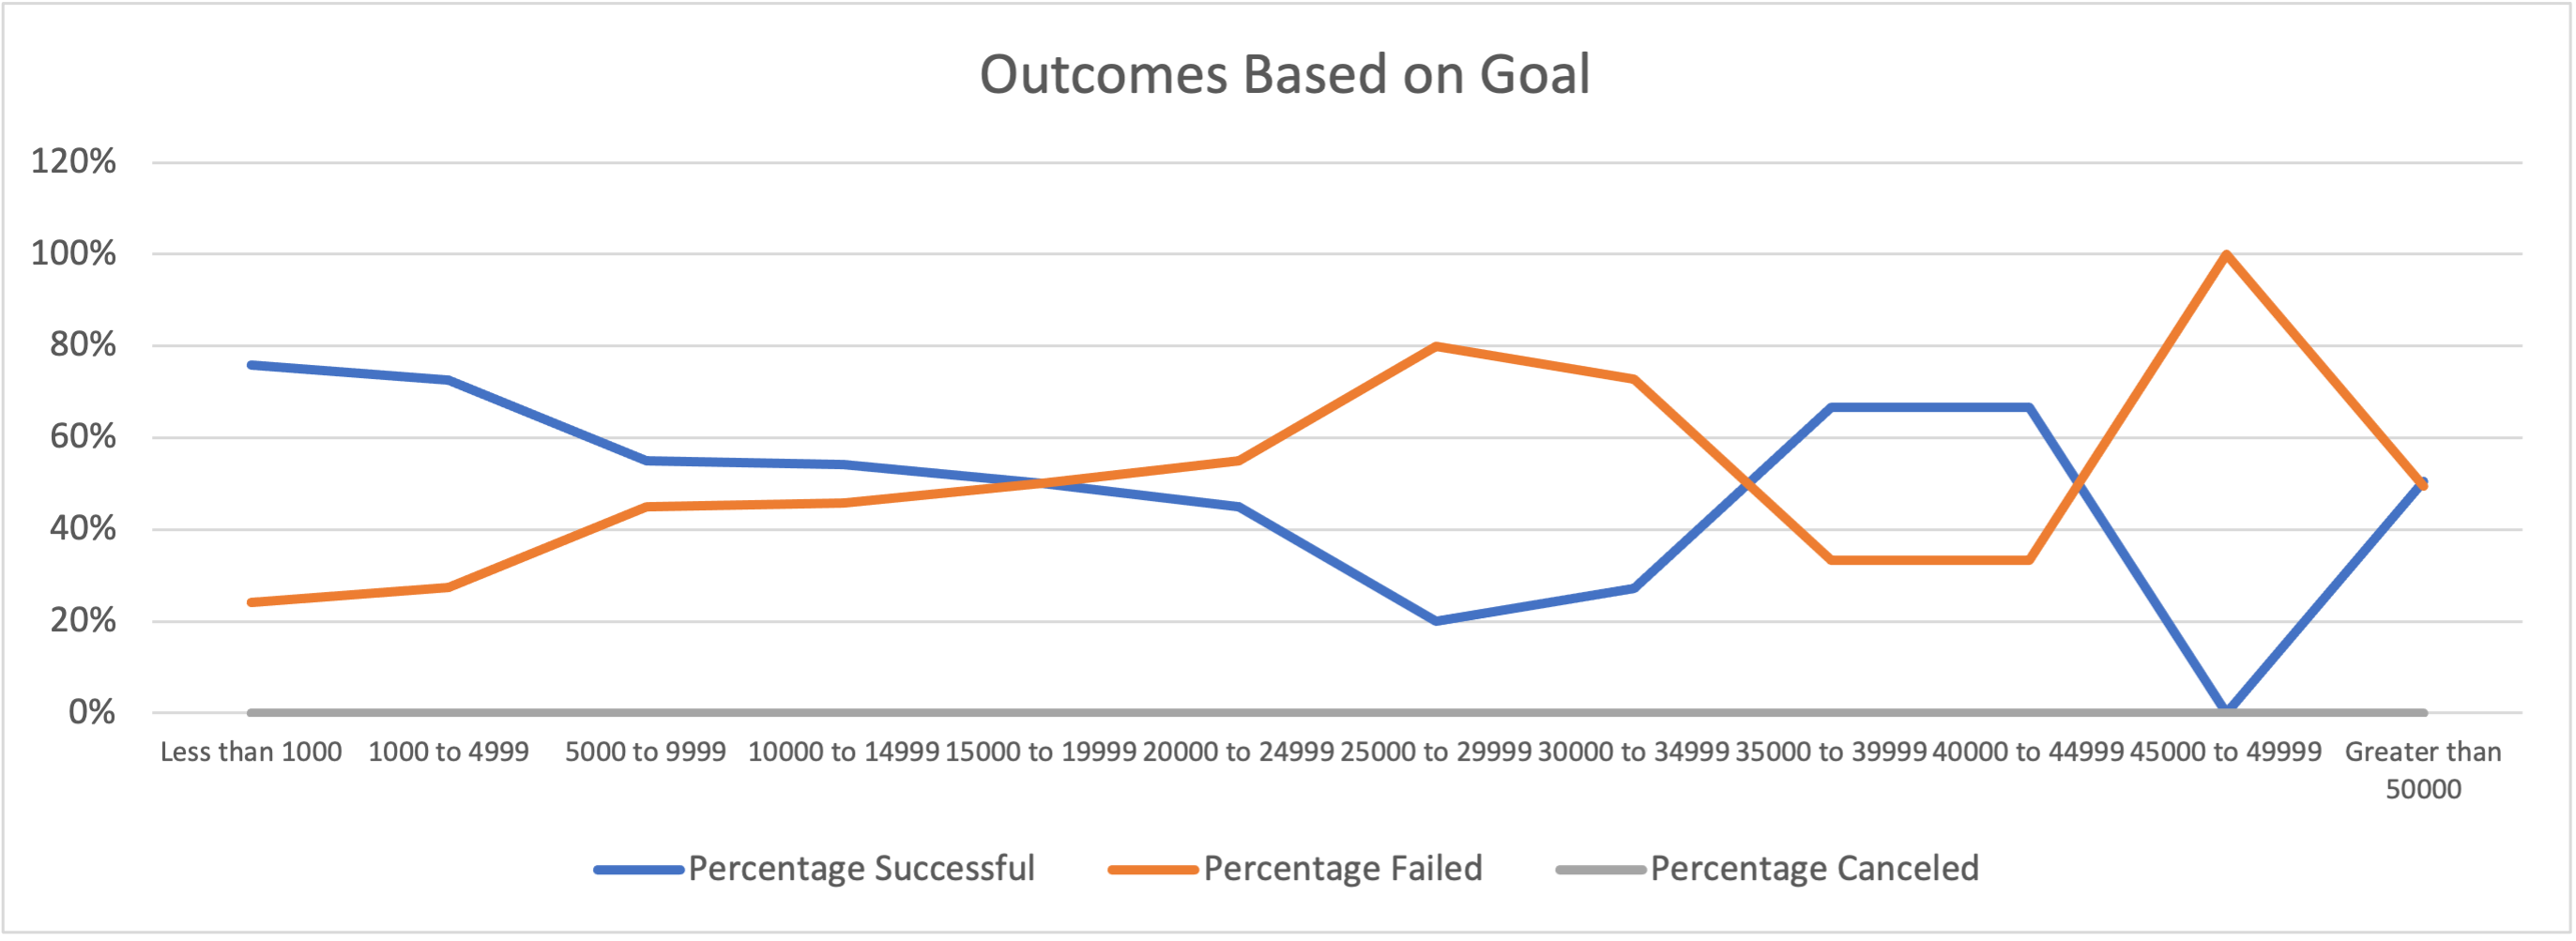 Outcomes Based on Goal
120%
100%
80%
60%
40%
20%
0%
Less than 1000 1000 to 4999 5000 to 9999 10000 to 14999 15000 to 19999 20000 to 24999 25000 to 29999 30000 to 34999 35000 to 39999 40000 to 44999 45000 to 49999 Greater than
50000
Percentage Successful Percentage Failed Percentage Canceled